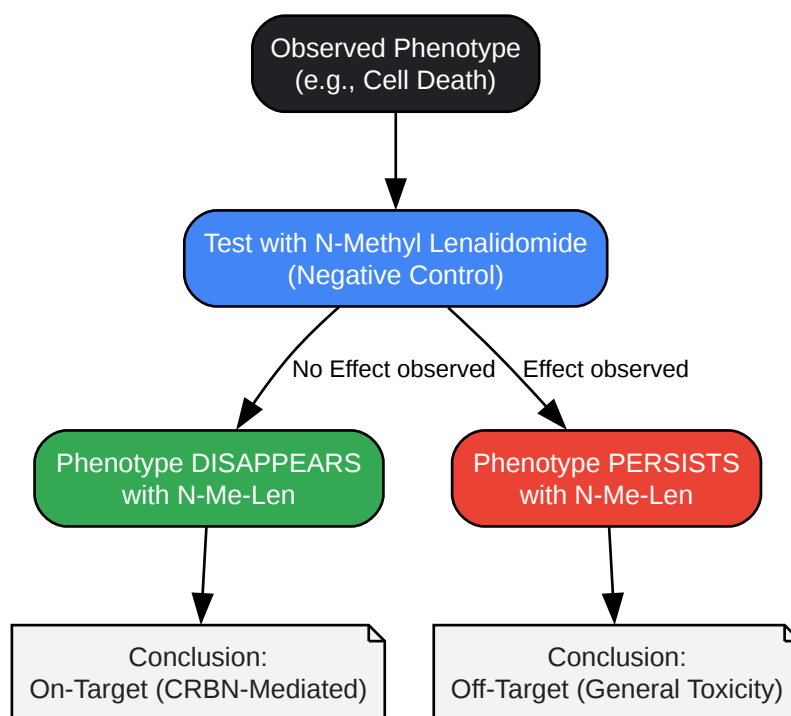 Observed Phenotype
(e.g., Cell Death)
Test with N-Methyl Lenalidomide
(Negative Control)
No Effect observed
Effect observed
Phenotype DISAPPEARS
with N-Me-Len
Phenotype PERSISTS
with N-Me-Len
Conclusion:
On-Target (CRBN-Mediated)
Conclusion:
Off-Target (General Toxicity)